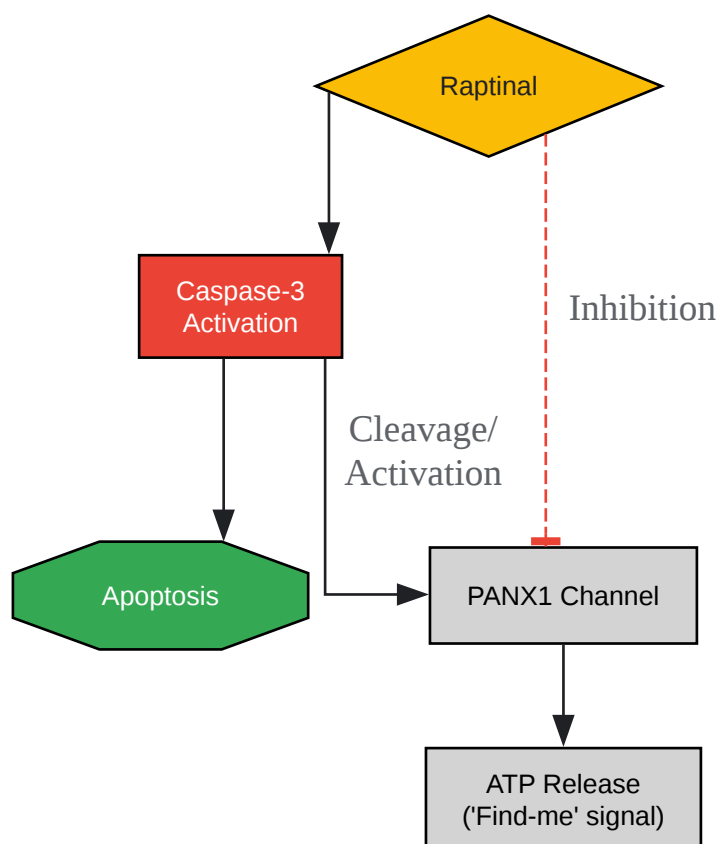 Raptinal
Caspase-3
Activation
Inhibition
Cleavage/
Activation
Apoptosis
PANX1 Channel
ATP Release
('Find-me' signal)